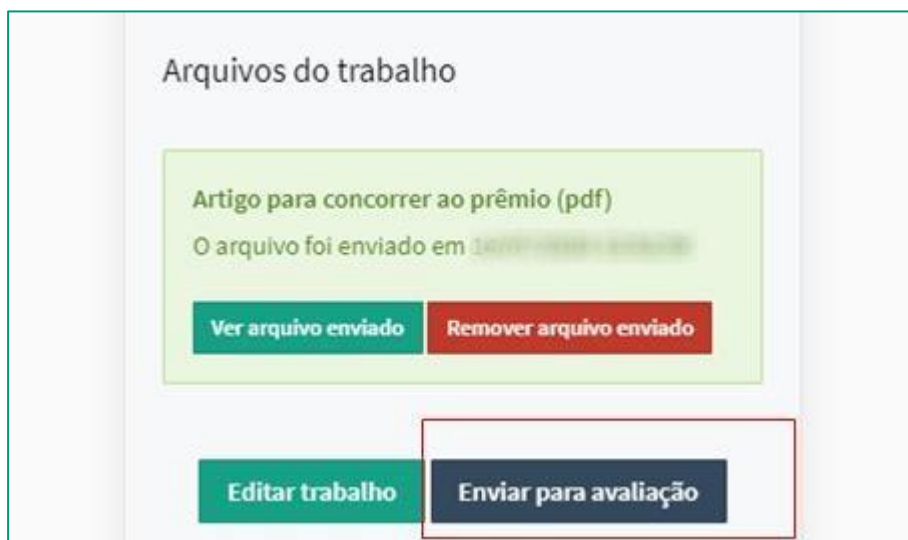 Arquivos do trabalho
Artigo para concorrer ao prêmio (pdf)
O arquivo foi enviado em
Ver arquivo enviado Remover arquivo enviado
Editar trabalho Enviar para avaliação